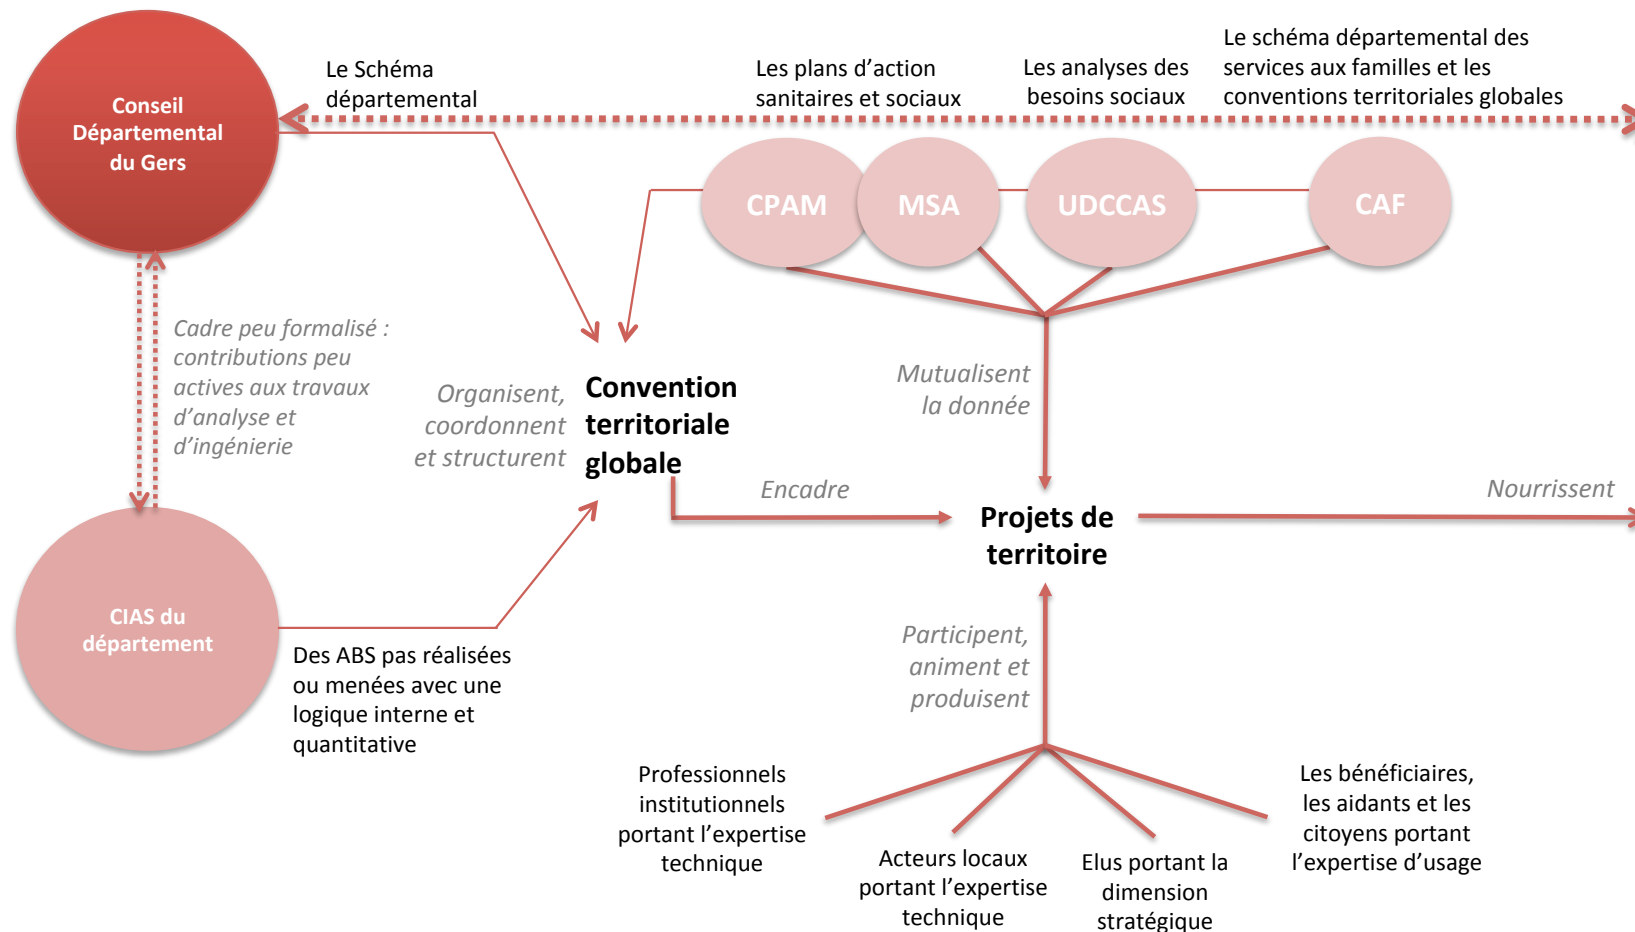 Conseil
Départemental
du Gers
Le Schéma
départemental
Les plans d’action
sanitaires et sociaux
Les analyses des
besoins sociaux
Le schéma départemental des
services aux familles et les
conventions territoriales globales
CPAM
MSA
UDCCAS
CAF
Cadre peu formalisé :
contributions peu
actives aux travaux
d’analyse et
d’ingénierie
Organisent,
coordonnent
et structurent
Convention
territoriale
globale
Mutualisent
la donnée
Encadre
Projets de
territoire
Nourrissent
CIAS du
département
Des ABS pas réalisées
ou menées avec une
logique interne et
quantitative
Participent,
animent et
produisent
Professionnels
institutionnels
portant l’expertise
technique
Acteurs locaux
portant l’expertise
technique
Elus portant la
dimension
stratégique
Les bénéficiaires,
les aidants et les
citoyens portant
l’expertise d’usage